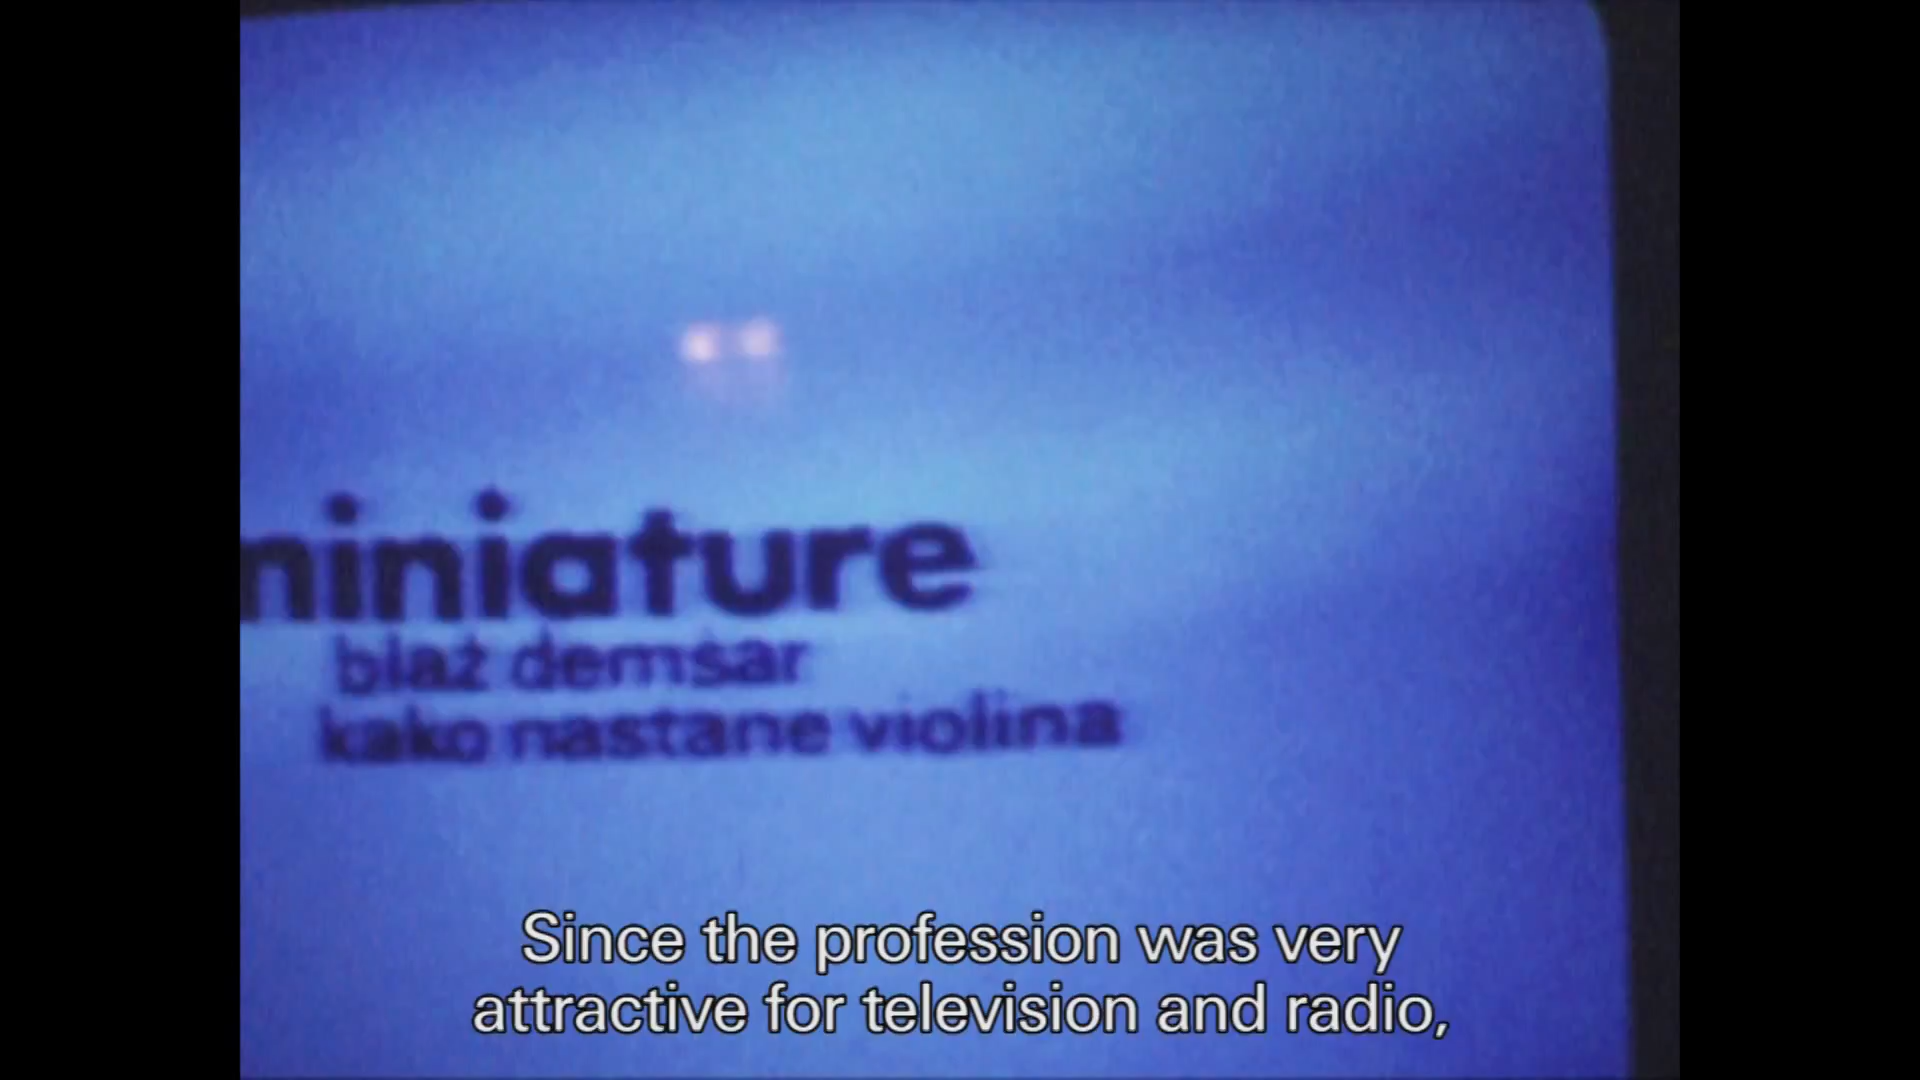 miniature
blaž demšar
kako nastane violina
Since the profession was very
attractive for television and radio,